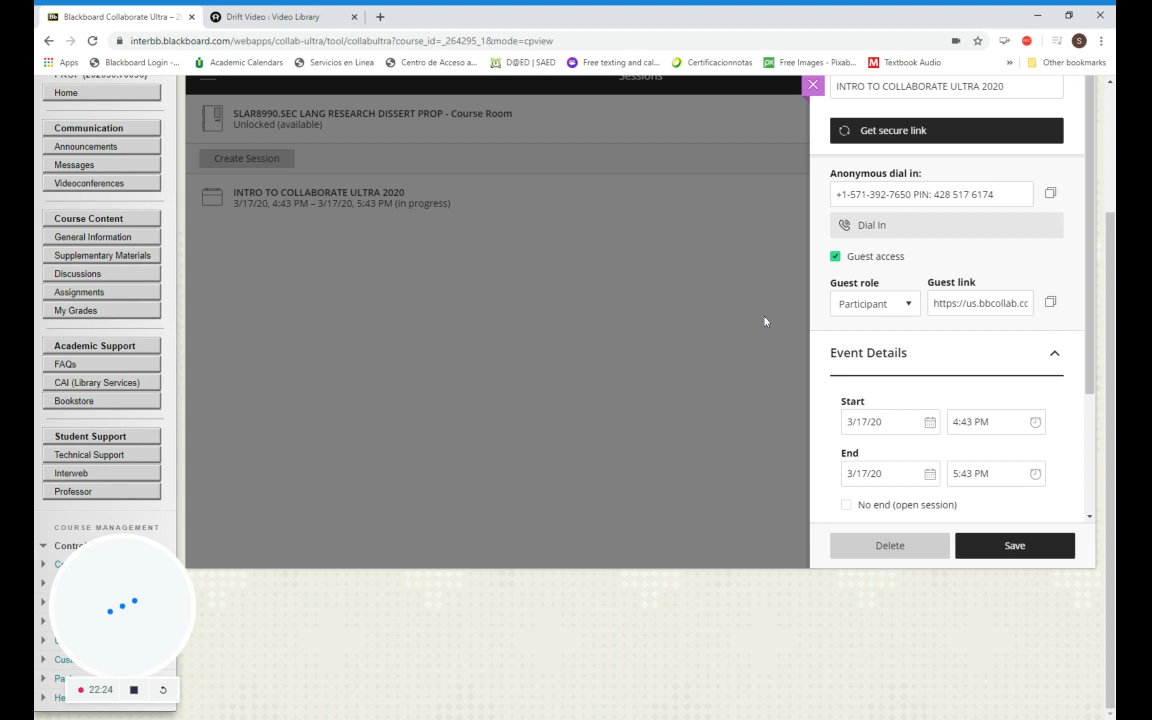 Blackboard Collaborate Ultra – 20
Drift Video : Video Library
interbb.blackboard.com/webapps/collab-ultra/tool/collabultra?course_id=_264295_1&mode=cpview
S
Apps
Blackboard Login -...
Academic Calendars
Servicios en Linea
Centro de Acceso a...
D@ED | SAED
Free texting and cal...
Certificacionnotas
Free Images - Pixab...
Textbook Audio
»
Other bookmarks
Home
Communication
Announcements
Messages
Videoconferences
Course Content
General Information
Supplementary Materials
Discussions
Assignments
My Grades
Academic Support
FAQs
CAI (Library Services)
Bookstore
Student Support
Technical Support
Interweb
Professor
COURSE MANAGEMENT
22:24
Sessions
SLAR8990.SEC LANG RESEARCH DISSERT PROP - Course Room
Unlocked (available)
Create Session
INTRO TO COLLABORATE ULTRA 2020
3/17/20, 4:43 PM – 3/17/20, 5:43 PM (in progress)
INTRO TO COLLABORATE ULTRA 2020
Get secure link
Anonymous dial in:
+1-571-392-7650 PIN: 428 517 6174
Dial In
Guest access
Guest role
Guest link
Participant
https://us.bbcollab.cc
Event Details
Start
3/17/20
4:43 PM
End
3/17/20
5:43 PM
No end (open session)
Delete
Save